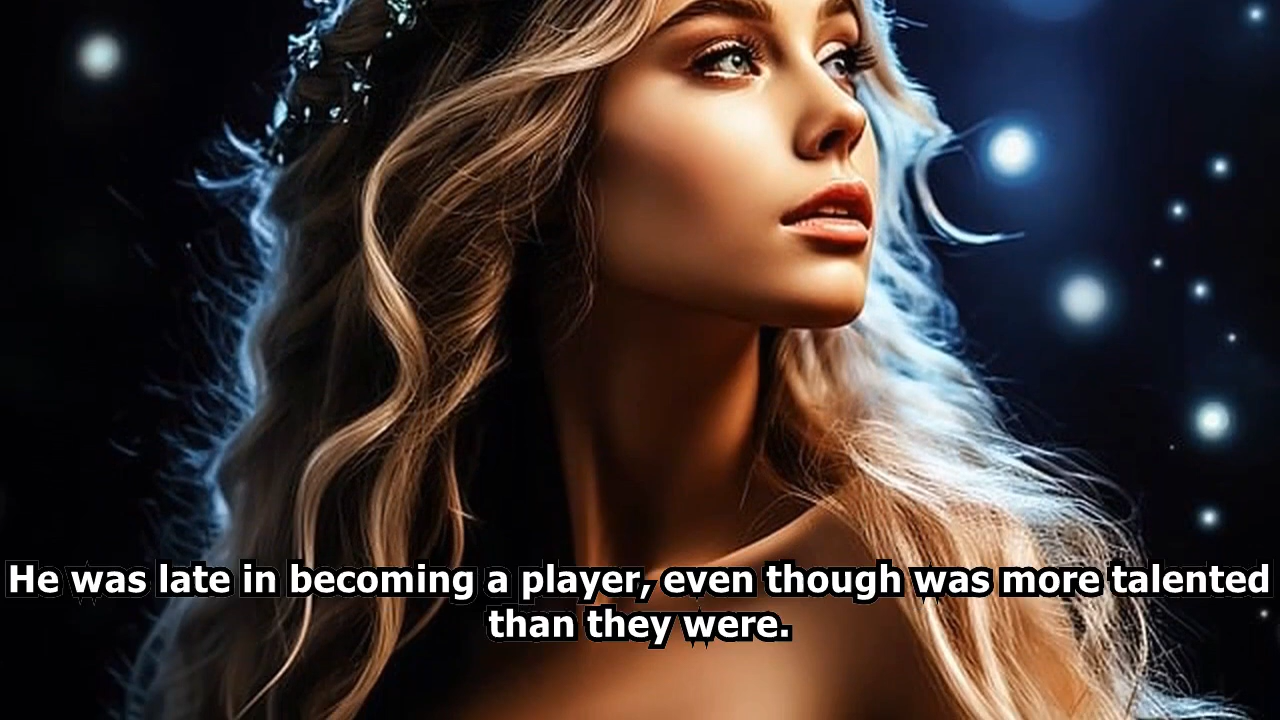 He was late in becoming a player, even though was more talented
than they were.